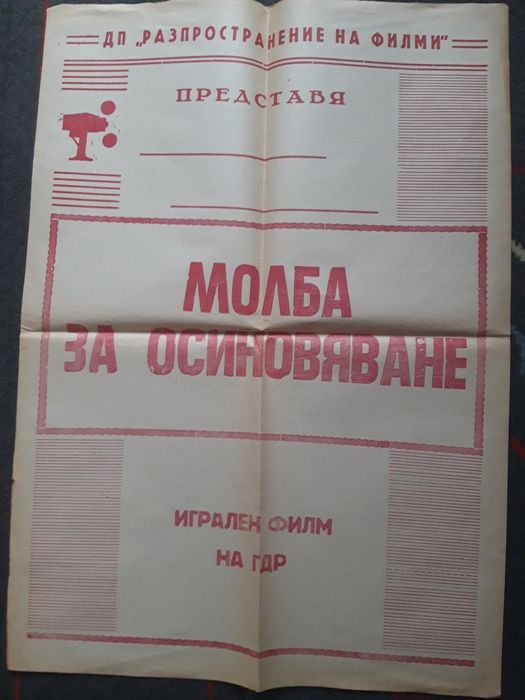 ДП „РАЗПРОСТРАНЕНИЕ НА ФИЛМИ"
ПРЕДСТАВЯ
МОЛБА
ЗА ОСИНОВЯВАНЕ
ИГРАЛЕН ФИЛМ
НА ГДР